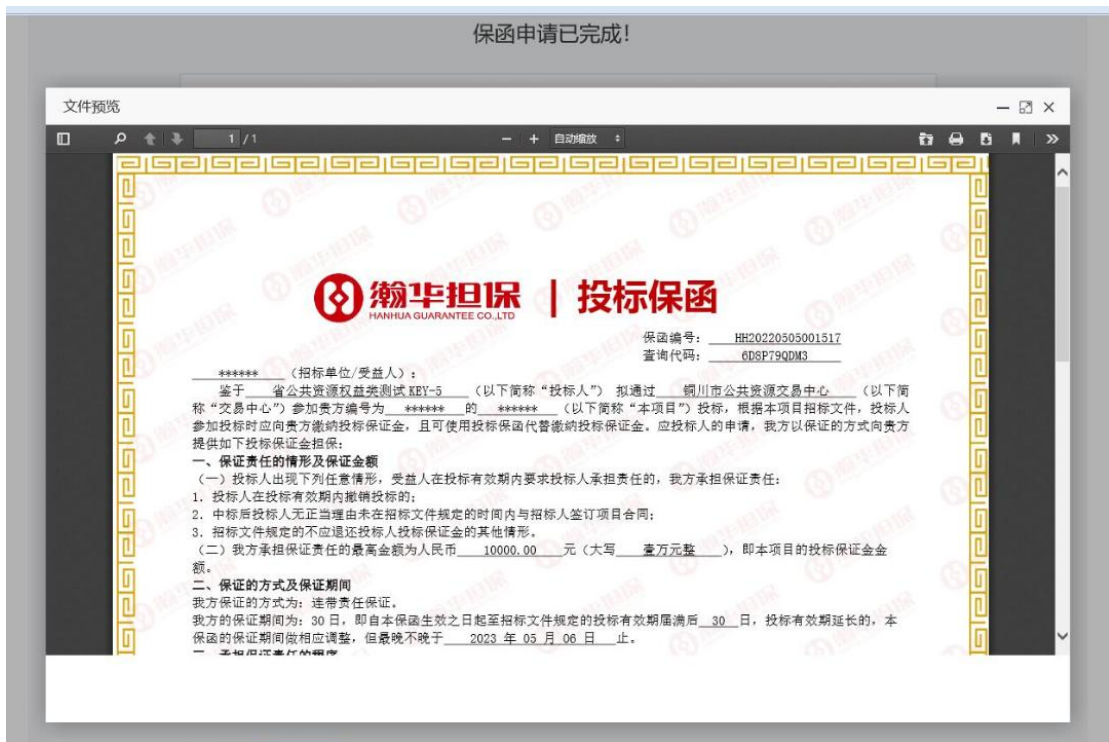 保函申请已完成!
文件预览
1 / 1
自动缩放
瀚华担保 | 投标保函
HANHUA GUARANTEE CO.,LTD
保函编号: HH20220505001517
查询代码: 6DSP79QDM3
****** (招标单位/受益人):
鉴于 省公共资源权益类测试KEY-5 (以下简称“投标人”) 拟通过 铜川市公共资源交易中心 (以下简
称“交易中心”)参加贵方编号为 ****** 的 ****** (以下简称“本项目”)投标, 根据本项目招标文件, 投标人
参加投标时应向贵方缴纳投标保证金, 且可使用投标保函代替缴纳投标保证金。应投标人的申请, 我方以保证的方式向贵方
提供如下投标保证金担保:
一、保证责任的情形及保证金额
(一)投标人出现下列任意情形, 受益人在投标有效期内要求投标人承担责任的, 我方承担保证责任:
1. 投标人在投标有效期内撤销投标的;
2. 中标后投标人无正当理由未在招标文件规定的时间内与招标人签订项目合同;
3. 招标文件规定的不应退还投标人投标保证金的其他情形。
(二)我方承担保证责任的最高金额为人民币 10000.00 元(大写 壹万元整 ), 即本项目的投标保证金金
额。
二、保证的方式及保证期间
我方保证的方式为: 连带责任保证。
我方的保证期间为: 30日, 即自本保函生效之日起至招标文件规定的投标有效期届满后 30 日, 投标有效期延长的, 本
保函的保证期间做相应调整, 但最晚不晚于 2023 年 05 月 06 日 止。
三、承担保证责任的程序